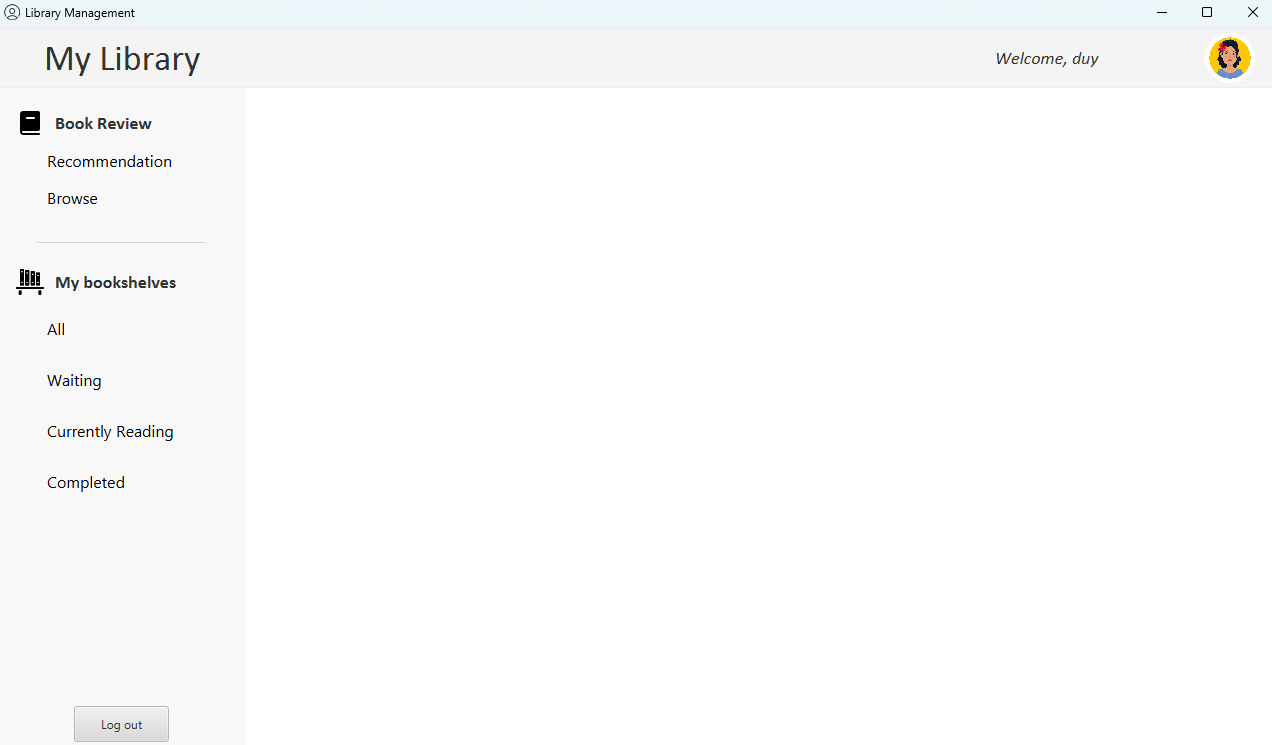 Library Management
My Library
Welcome, duy
Book Review
Recommendation
Browse
My bookshelves
All
Waiting
Currently Reading
Completed
Log out